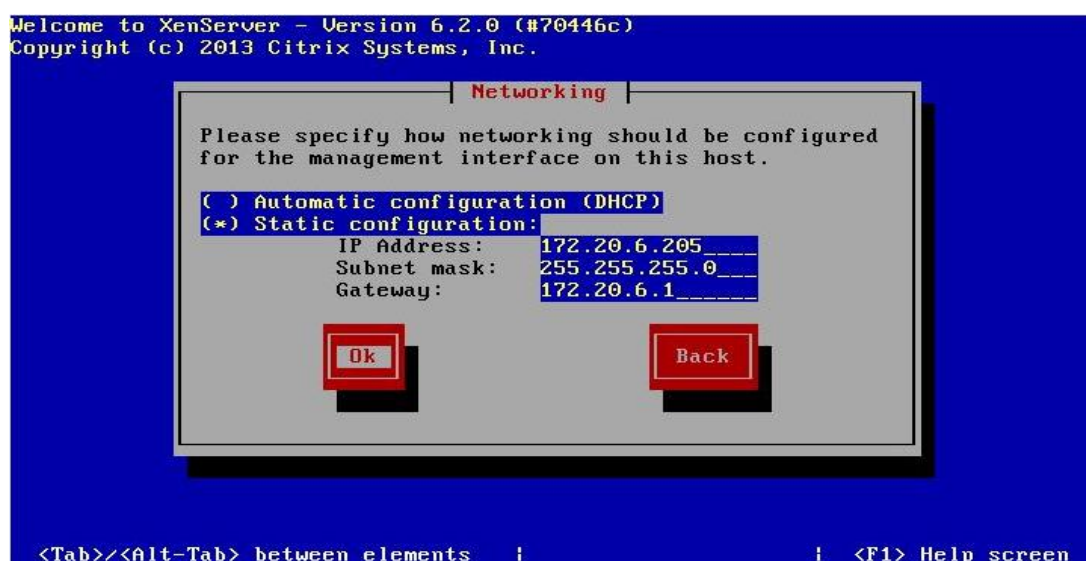 Welcome to XenServer - Version 6.2.0 (#70446c)
Copyright (c) 2013 Citrix Systems, Inc.
Networking
Please specify how networking should be configured
for the management interface on this host.
( ) Automatic configuration (DHCP)
(*) Static configuration:
IP Address: 172.20.6.205____
Subnet mask: 255.255.255.0___
Gateway: 172.20.6.1______
Ok Back
<Tab>/<Alt-Tab> between elements | | <F1> Help screen